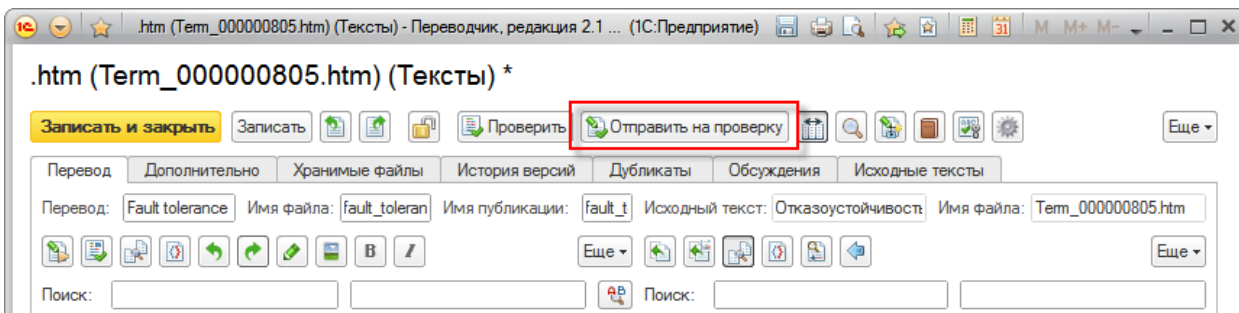 .htm (Term_000000805.htm) (Тексты) - Переводчик, редакция 2.1 ... (1С:Предприятие) 31 M M+ M-
.htm (Term_000000805.htm) (Тексты) *
Записать и закрыть Записать Проверить Отправить на проверку Еще
Перевод Дополнительно Хранимые файлы История версий Дубликаты Обсуждения Исходные тексты
Перевод: Fault tolerance Имя файла: fault_toleran Имя публикации: fault_t Исходный текст: Отказоустойчивость Имя файла: Term_000000805.htm
B I Еще Еще
Поиск: Поиск: